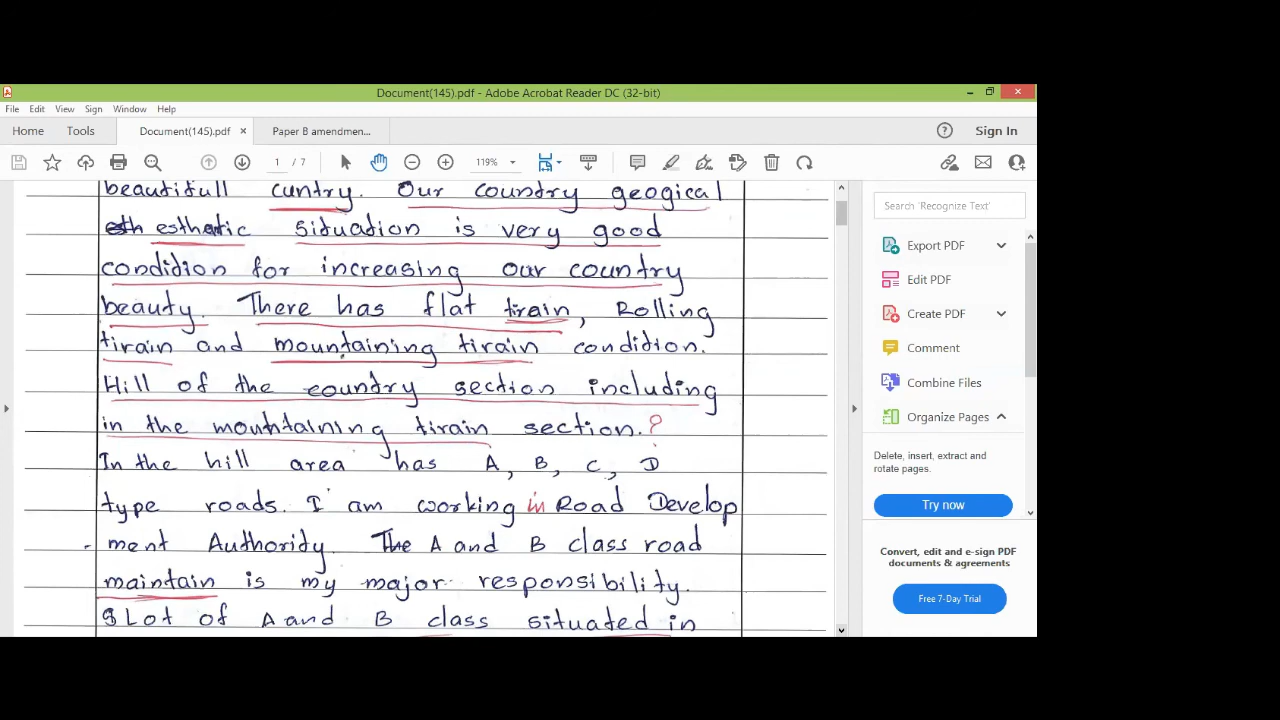 Document(145).pdf - Adobe Acrobat Reader DC (32-bit)
File Edit View Sign Window Help
Home Tools Document(145).pdf × Paper B amendmen... Sign In
1 / 7 119%
beautifull cuntry. Our country geogical
esthetic situation is very good
condition for increasing our country
beauty. There has flat tirain, Rolling
tirain and mountaining tirain condition.
Hill of the country section including
in the mountaining tirain section. ?
In the hill area has A, B, C, D
type roads. I am working in Road Develop
- ment Authority. The A and B class road
maintain is my major responsibility.
Lot of A and B class situated in
Search 'Recognize Text'
Export PDF
Edit PDF
Create PDF
Comment
Combine Files
Organize Pages
Delete, insert, extract and
rotate pages.
Try now
Convert, edit and e-sign PDF
documents & agreements
Free 7-Day Trial